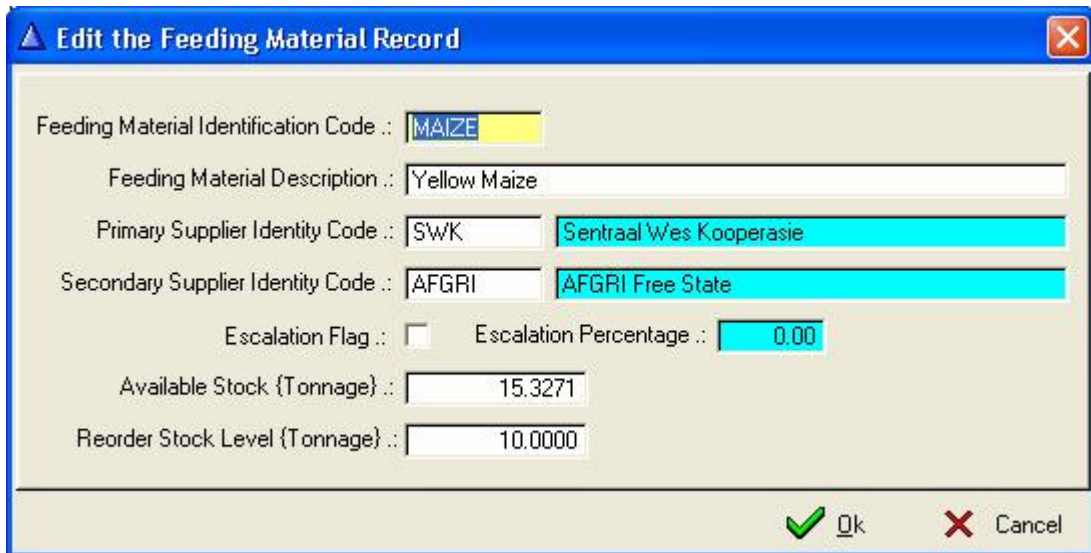 Edit the Feeding Material Record
Feeding Material Identification Code .: MAIZE
Feeding Material Description .: Yellow Maize
Primary Supplier Identity Code .: SWK Sentraal Wes Kooperasie
Secondary Supplier Identity Code .: AFGRI AFGRI Free State
Escalation Flag .: Escalation Percentage .: 0.00
Available Stock {Tonnage} .: 15.3271
Reorder Stock Level {Tonnage} .: 10.0000
Ok Cancel